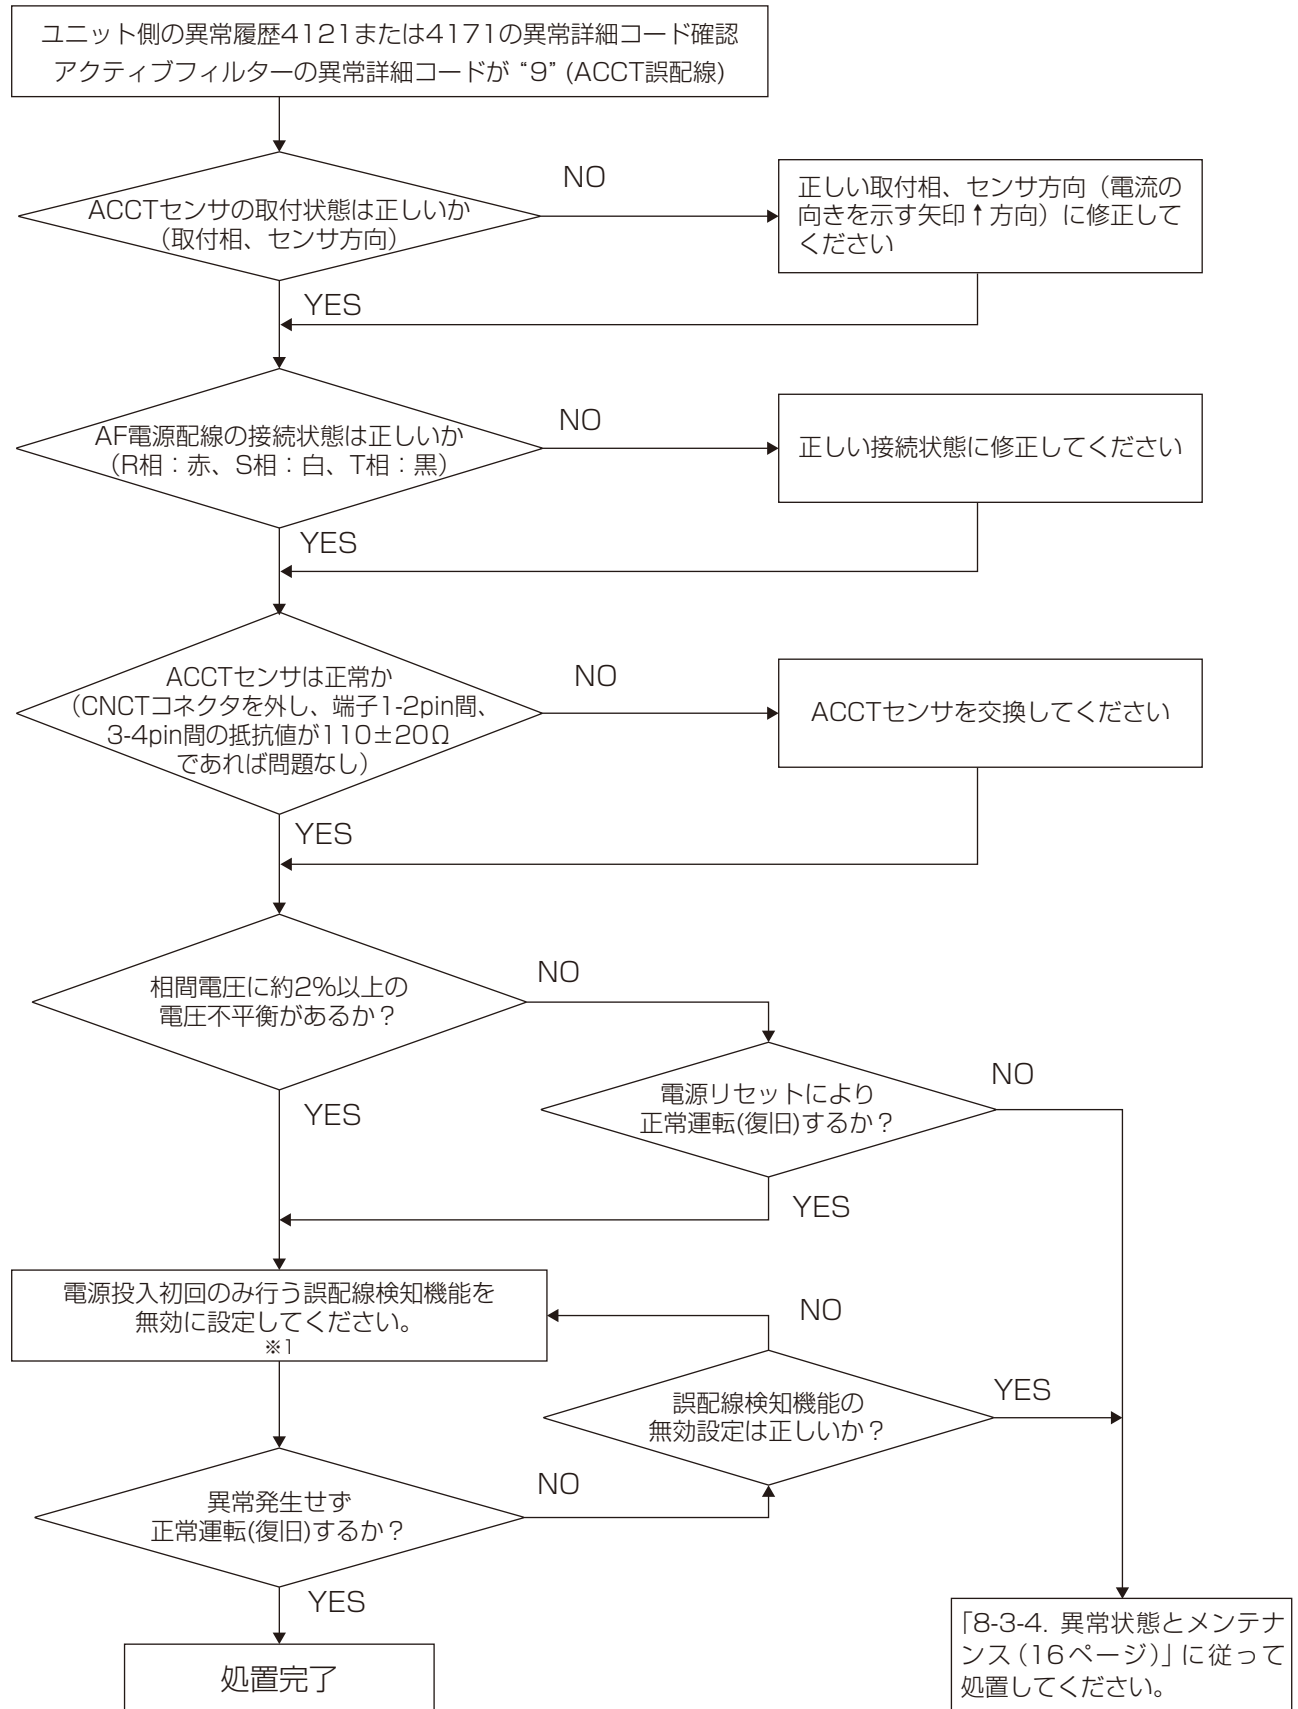 ユニット側の異常履歴4121または4171の異常詳細コード確認
アクティブフィルターの異常詳細コードが “9” (ACCT誤配線)
ACCTセンサの取付状態は正しいか
(取付相、センサ方向)
NO
正しい取付相、センサ方向（電流の
向きを示す矢印↑方向）に修正して
ください
YES
AF電源配線の接続状態は正しいか
（R相：赤、S相：白、T相：黒）
NO
正しい接続状態に修正してください
YES
ACCTセンサは正常か
（CNCTコネクタを外し、端子1-2pin間、
3-4pin間の抵抗値が110±20Ω
であれば問題なし）
NO
ACCTセンサを交換してください
YES
相間電圧に約2%以上の
電圧不平衡があるか？
NO
電源リセットにより
正常運転(復旧)するか？
NO
YES
YES
電源投入初回のみ行う誤配線検知機能を
無効に設定してください。
※1
NO
誤配線検知機能の
無効設定は正しいか？
YES
異常発生せず
正常運転(復旧)するか？
NO
YES
処置完了
「8-3-4. 異常状態とメンテナ
ンス（16ページ）」に従って
処置してください。